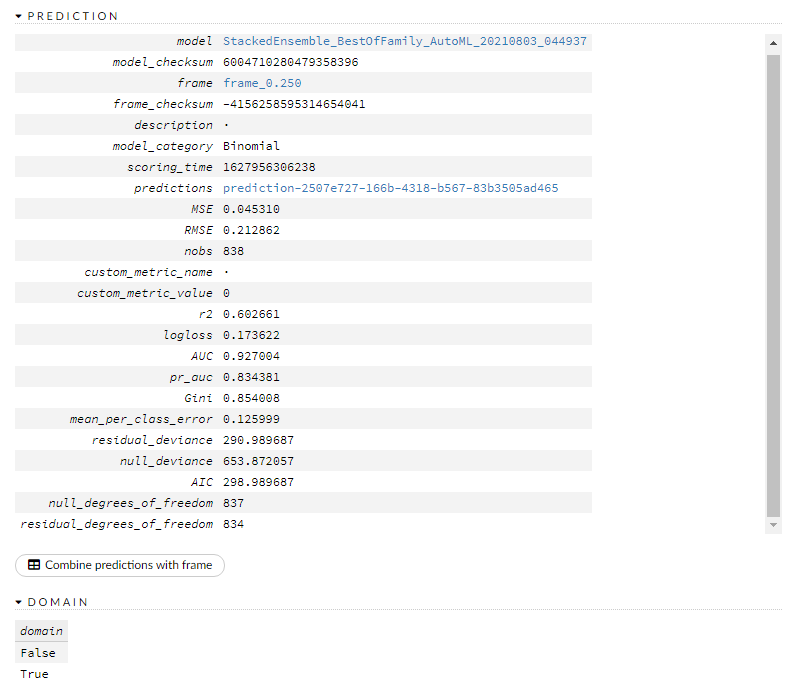 PREDICTION
model StackedEnsemble_BestOfFamily_AutoML_20210803_044937
model_checksum 6004710280479358396
frame frame_0.250
frame_checksum -4156258595314654041
description ·
model_category Binomial
scoring_time 1627956306238
predictions prediction-2507e727-166b-4318-b567-83b3505ad465
MSE 0.045310
RMSE 0.212862
nobs 838
custom_metric_name ·
custom_metric_value 0
r2 0.602661
logloss 0.173622
AUC 0.927004
pr_auc 0.834381
Gini 0.854008
mean_per_class_error 0.125999
residual_deviance 290.989687
null_deviance 653.872057
AIC 298.989687
null_degrees_of_freedom 837
residual_degrees_of_freedom 834
Combine predictions with frame
DOMAIN
domain
False
True